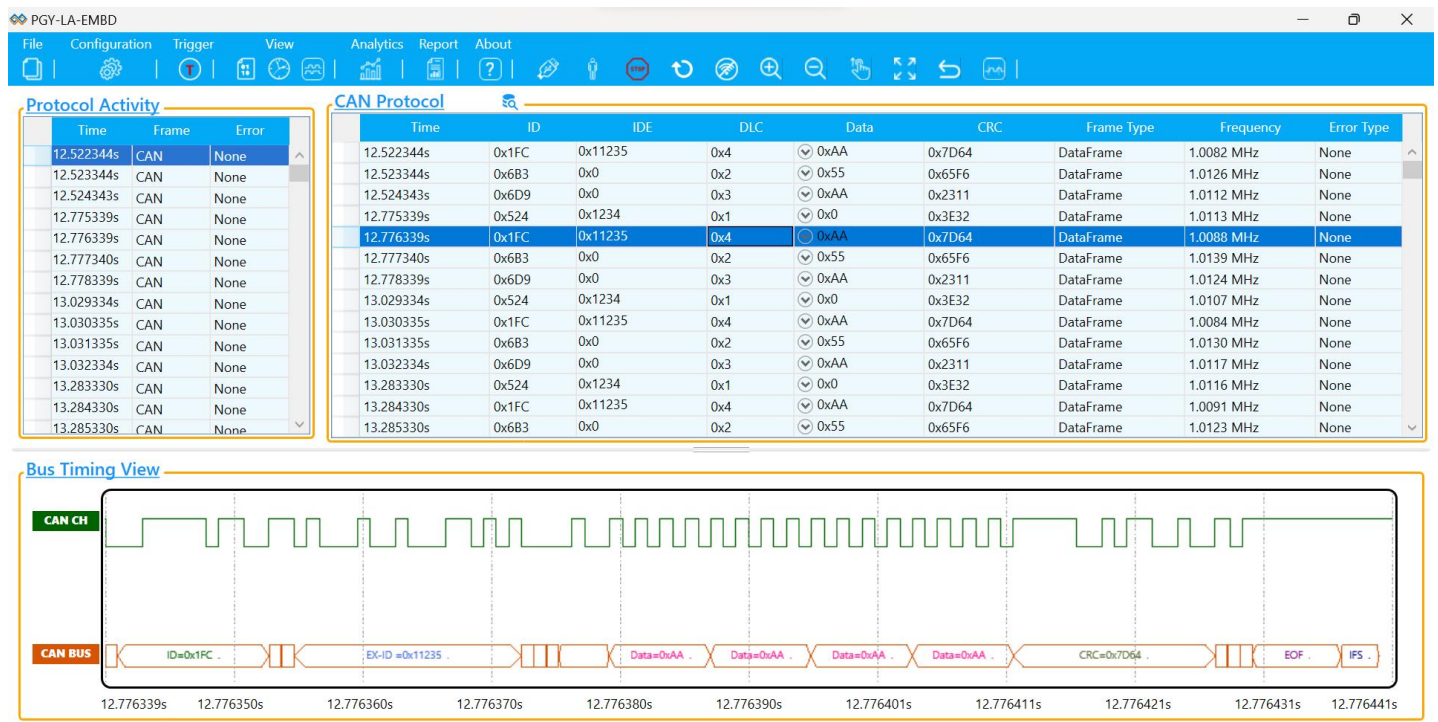 PGY-LA-EMBD
File Configuration Trigger View Analytics Report About
Protocol Activity
Time Frame Error
12.522344s CAN None
12.523344s CAN None
12.524343s CAN None
12.775339s CAN None
12.776339s CAN None
12.777340s CAN None
12.778339s CAN None
13.029334s CAN None
13.030335s CAN None
13.031335s CAN None
13.032334s CAN None
13.283330s CAN None
13.284330s CAN None
13.285330s CAN None
CAN Protocol
Time ID IDE DLC Data CRC Frame Type Frequency Error Type
12.522344s 0x1FC 0x11235 0x4 0xAA 0x7D64 DataFrame 1.0082 MHz None
12.523344s 0x6B3 0x0 0x2 0x55 0x65F6 DataFrame 1.0126 MHz None
12.524343s 0x6D9 0x0 0x3 0xAA 0x2311 DataFrame 1.0112 MHz None
12.775339s 0x524 0x1234 0x1 0x0 0x3E32 DataFrame 1.0113 MHz None
12.776339s 0x1FC 0x11235 0x4 0xAA 0x7D64 DataFrame 1.0088 MHz None
12.777340s 0x6B3 0x0 0x2 0x55 0x65F6 DataFrame 1.0139 MHz None
12.778339s 0x6D9 0x0 0x3 0xAA 0x2311 DataFrame 1.0124 MHz None
13.029334s 0x524 0x1234 0x1 0x0 0x3E32 DataFrame 1.0107 MHz None
13.030335s 0x1FC 0x11235 0x4 0xAA 0x7D64 DataFrame 1.0084 MHz None
13.031335s 0x6B3 0x0 0x2 0x55 0x65F6 DataFrame 1.0130 MHz None
13.032334s 0x6D9 0x0 0x3 0xAA 0x2311 DataFrame 1.0117 MHz None
13.283330s 0x524 0x1234 0x1 0x0 0x3E32 DataFrame 1.0116 MHz None
13.284330s 0x1FC 0x11235 0x4 0xAA 0x7D64 DataFrame 1.0091 MHz None
13.285330s 0x6B3 0x0 0x2 0x55 0x65F6 DataFrame 1.0123 MHz None
Bus Timing View
CAN CH
CAN BUS ID=0x1FC . EX-ID =0x11235 . Data=0xAA . Data=0xAA . Data=0xAA . Data=0xAA . CRC=0x7D64 . EOF . IFS .
12.776339s 12.776350s 12.776360s 12.776370s 12.776380s 12.776390s 12.776401s 12.776411s 12.776421s 12.776431s 12.776441s